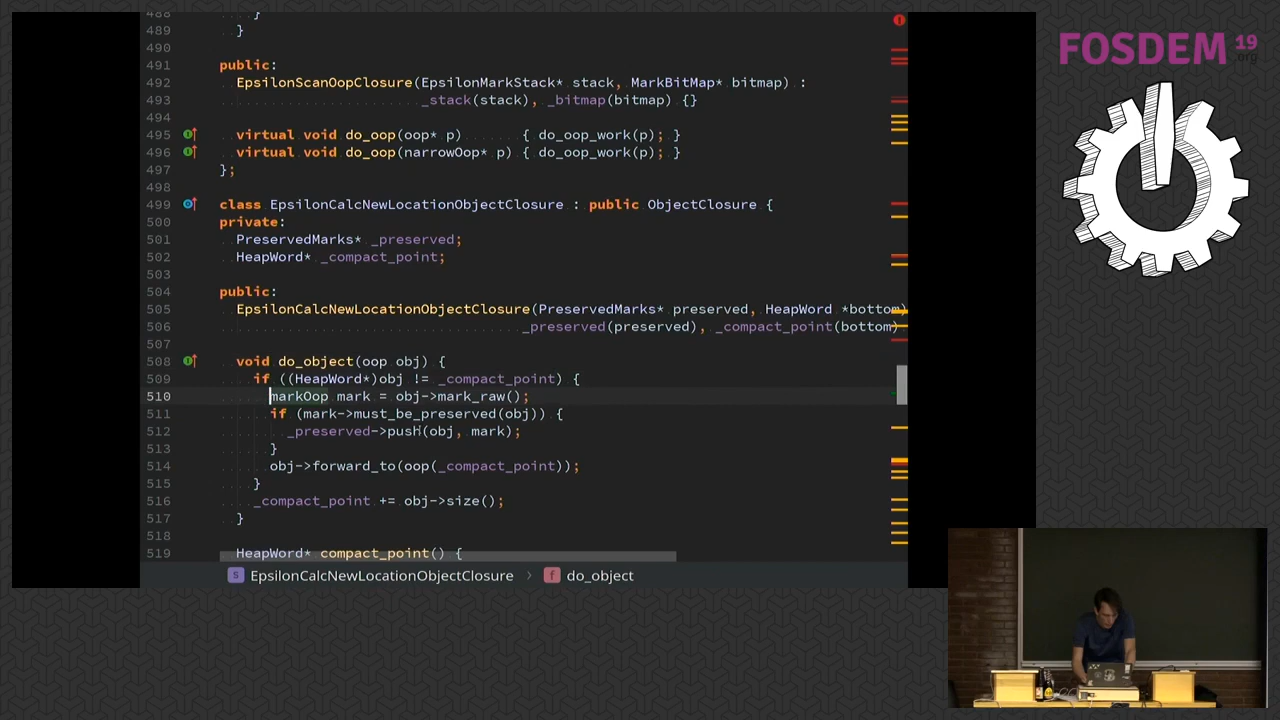 488 }
489 }
490
491 public:
492 EpsilonScanOopClosure(EpsilonMarkStack* stack, MarkBitMap* bitmap) :
493 _stack(stack), _bitmap(bitmap) {}
494
495 virtual void do_oop(oop* p) { do_oop_work(p); }
496 virtual void do_oop(narrowOop* p) { do_oop_work(p); }
497 };
498
499 class EpsilonCalcNewLocationObjectClosure : public ObjectClosure {
500 private:
501 PreservedMarks* _preserved;
502 HeapWord* _compact_point;
503
504 public:
505 EpsilonCalcNewLocationObjectClosure(PreservedMarks* preserved, HeapWord *bottom)
506 _preserved(preserved), _compact_point(bottom)
507
508 void do_object(oop obj) {
509 if ((HeapWord*)obj != _compact_point) {
510 markOop mark = obj->mark_raw();
511 if (mark->must_be_preserved(obj)) {
512 _preserved->push(obj, mark);
513 }
514 obj->forward_to(oop(_compact_point));
515 }
516 _compact_point += obj->size();
517 }
518
519 HeapWord* compact_point() {
S EpsilonCalcNewLocationObjectClosure > f do_object
FOSDEM 19
.org